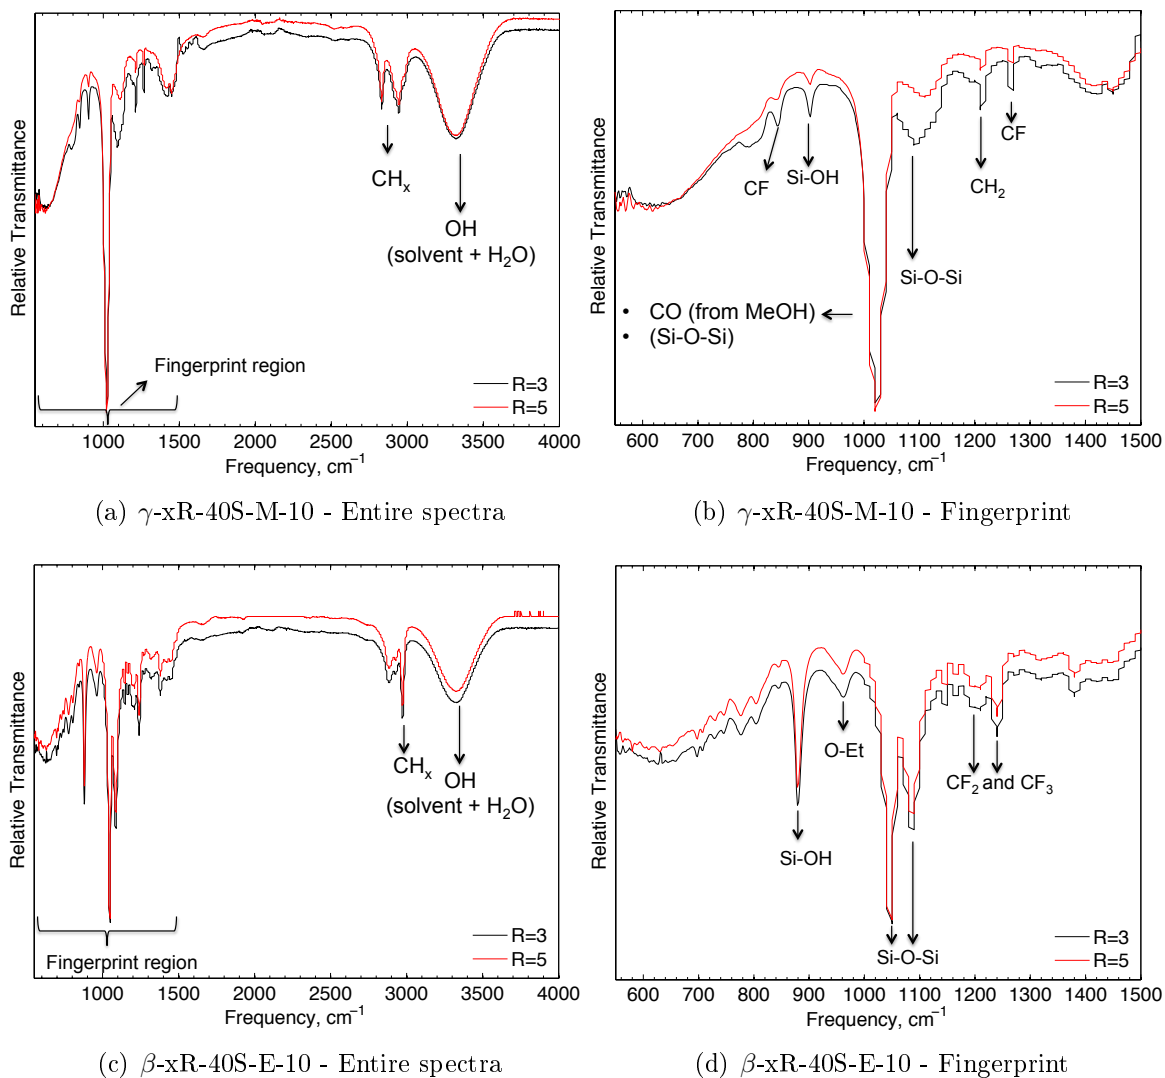 Relative Transmittance
CHₓ
OH
(solvent + H₂O)
Fingerprint region
R=3
R=5
1000 1500 2000 2500 3000 3500 4000
Frequency, cm⁻¹
(a) γ-xR-40S-M-10 - Entire spectra
Relative Transmittance
CF
Si-OH
CF
CH₂
Si-O-Si
• CO (from MeOH)
• (Si-O-Si)
R=3
R=5
600 700 800 900 1000 1100 1200 1300 1400 1500
Frequency, cm⁻¹
(b) γ-xR-40S-M-10 - Fingerprint
Relative Transmittance
CHₓ
OH
(solvent + H₂O)
Fingerprint region
R=3
R=5
1000 1500 2000 2500 3000 3500 4000
Frequency, cm⁻¹
(c) β-xR-40S-E-10 - Entire spectra
Relative Transmittance
O-Et
CF₂ and CF₃
Si-OH
Si-O-Si
R=3
R=5
600 700 800 900 1000 1100 1200 1300 1400 1500
Frequency, cm⁻¹
(d) β-xR-40S-E-10 - Fingerprint